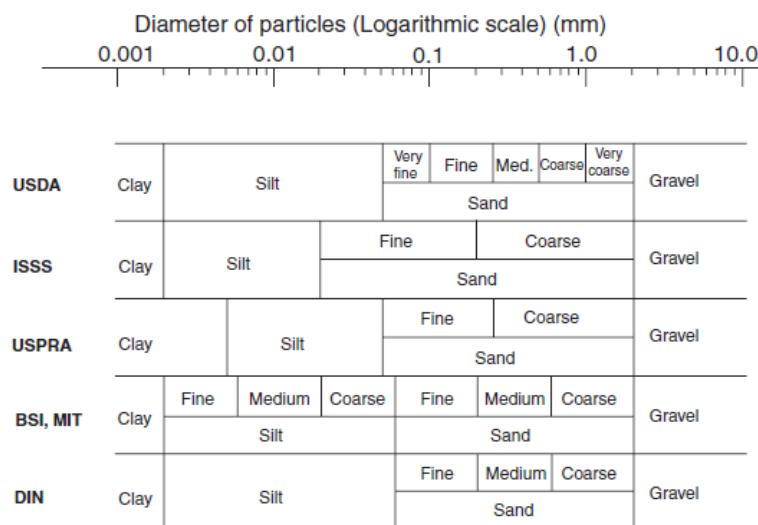 Diameter of particles (Logarithmic scale) (mm)
0.001 0.01 0.1 1.0 10.0
USDA Clay Silt Very fine Fine Med. Coarse Very coarse Gravel
Sand
ISSS Clay Silt Fine Coarse Gravel
Sand
USPRA Clay Silt Fine Coarse Gravel
Sand
BSI, MIT Clay Fine Medium Coarse Fine Medium Coarse Gravel
Silt Sand
DIN Clay Silt Fine Medium Coarse Gravel
Sand